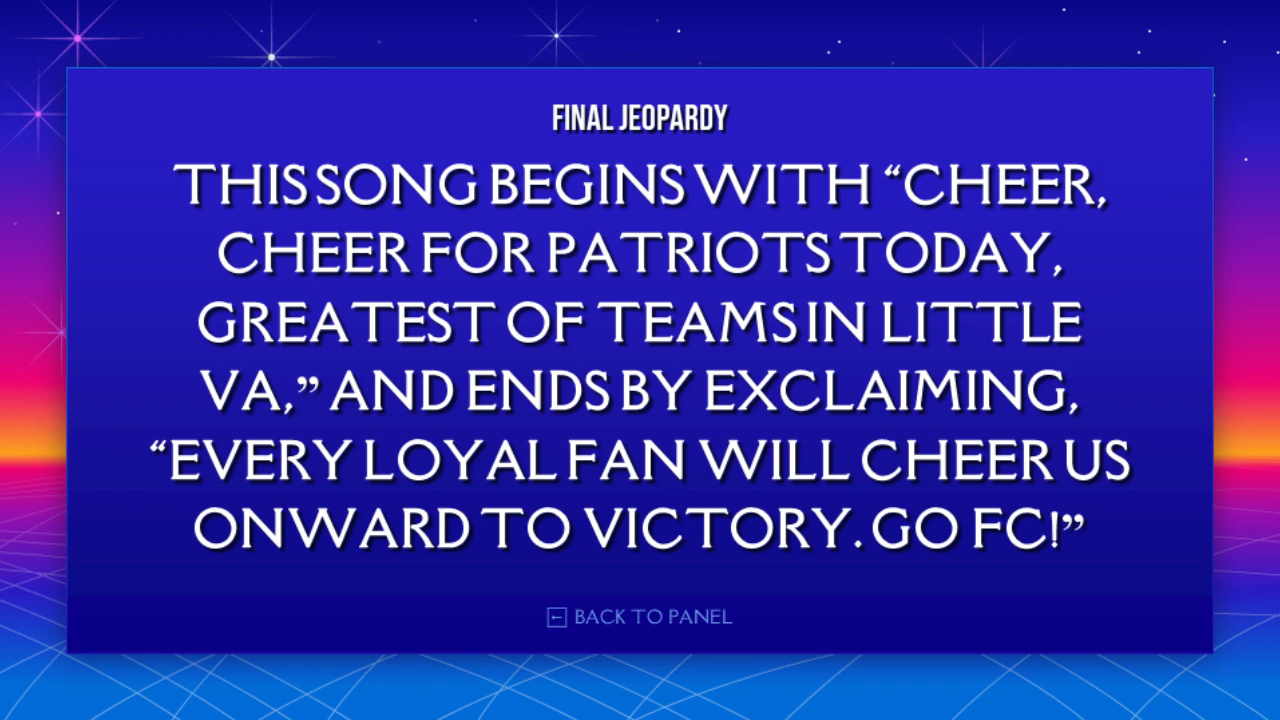 FINAL JEOPARDY
THIS SONG BEGINS WITH “CHEER,
CHEER FOR PATRIOTS TODAY,
GREATEST OF TEAMS IN LITTLE
VA,” AND ENDS BY EXCLAIMING,
“EVERY LOYAL FAN WILL CHEER US
ONWARD TO VICTORY. GO FC!”
← BACK TO PANEL